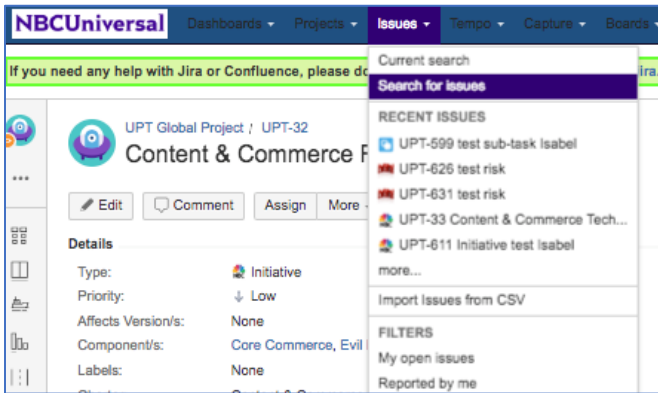 NBCUniversal Dashboards Projects Issues Tempo Capture Boards
If you need any help with Jira or Confluence, please
Current search
Search for issues
RECENT ISSUES
UPT-599 test sub-task Isabel
UPT-626 test risk
UPT-631 test risk
UPT-33 Content & Commerce Tech...
UPT-611 Initiative test Isabel
more...
Import Issues from CSV
FILTERS
My open issues
Reported by me
UPT Global Project / UPT-32
Content & Commerce
Edit Comment Assign More
Details
Type: Initiative
Priority: Low
Affects Version/s: None
Component/s: Core Commerce, Evil
Labels: None